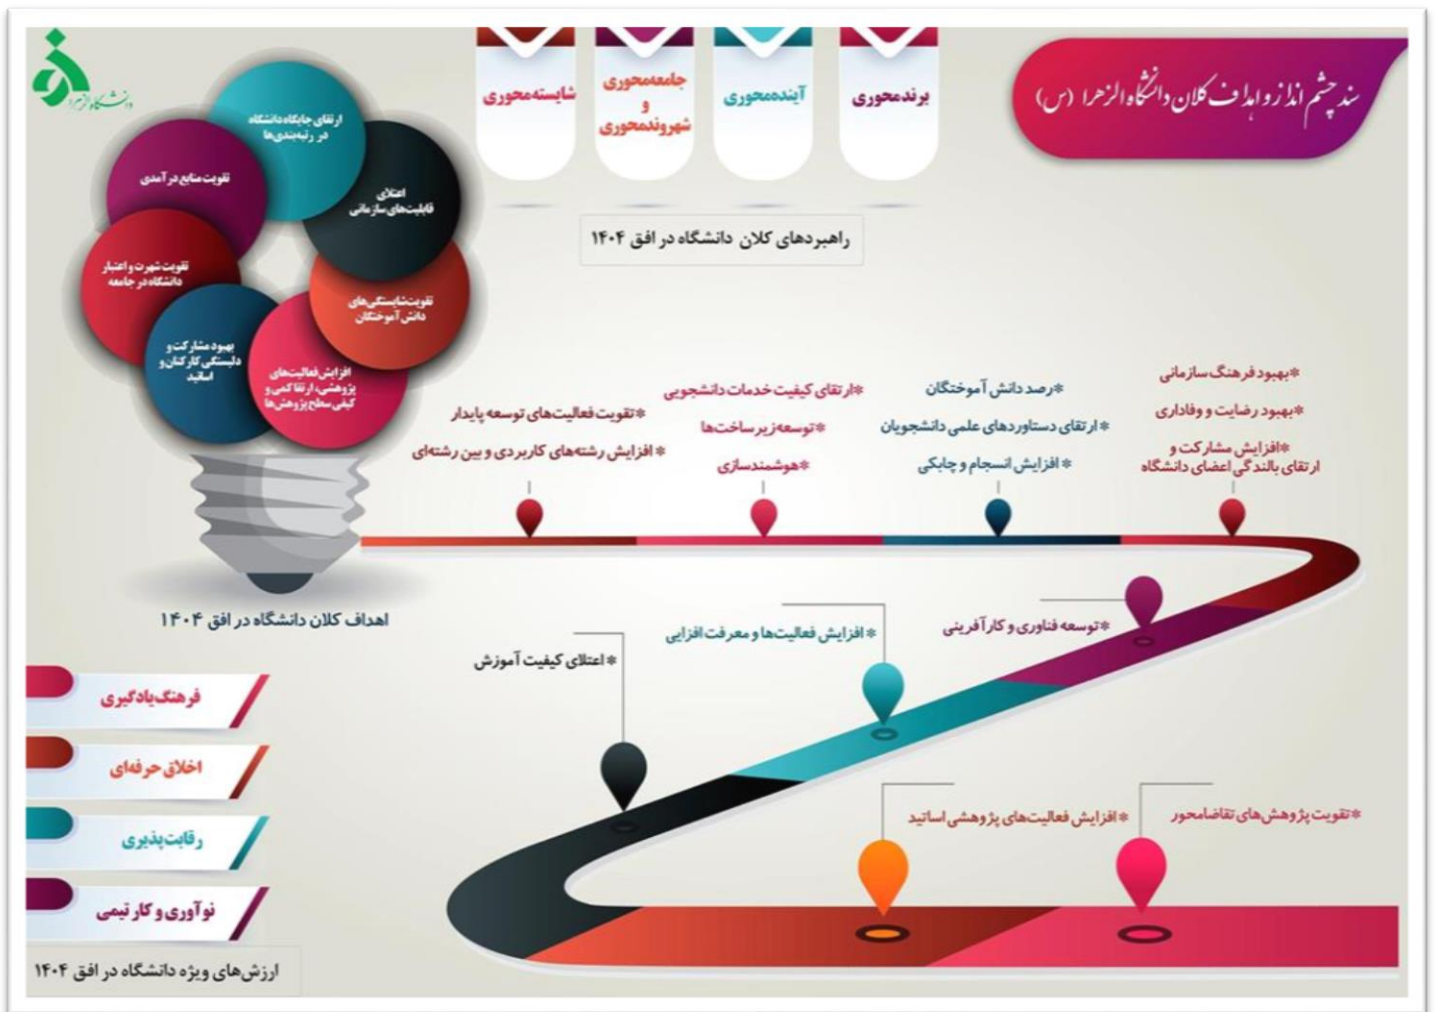 سند چشم انداز و اهداف کلان دانشگاه الزهرا (س)
برندمحوری
آینده‌محوری
جامعه‌محوری
و
شهروندمحوری
شایسته‌محوری
راهبردهای کلان دانشگاه در افق ۱۴۰۴
دانشگاه الزهرا
ارتقای جایگاه دانشگاه
در رتبه‌بندی‌ها
اعتلای
قابلیت‌های سازمانی
تقویت منابع درآمدی
تقویت شهرت و اعتبار
دانشگاه در جامعه
تقویت شایستگی‌های
دانش آموختگان
بهبود مشارکت و
دلبستگی کارکنان و
اساتید
افزایش فعالیت‌های
پژوهشی، ارتقا کمی و
کیفی سطح پژوهش‌ها
اهداف کلان دانشگاه در افق ۱۴۰۴
*بهبود فرهنگ سازمانی
*بهبود رضایت و وفاداری
*افزایش مشارکت و
ارتقای بالندگی اعضای دانشگاه
*رصد دانش آموختگان
*ارتقای دستاوردهای علمی دانشجویان
* افزایش انسجام و چابکی
*ارتقای کیفیت خدمات دانشجویی
*توسعه زیرساخت‌ها
*هوشمندسازی
*تقویت فعالیت‌های توسعه پایدار
* افزایش رشته‌های کاربردی و بین رشته‌ای
*توسعه فناوری و کارآفرینی
* افزایش فعالیت‌ها و معرفت افزایی
* اعتلای کیفیت آموزش
*تقویت پژوهش‌های تقاضامحور
*افزایش فعالیت‌های پژوهشی اساتید
فرهنگ یادگیری
اخلاق حرفه‌ای
رقابت‌پذیری
نوآوری و کار تیمی
ارزش‌های ویژه دانشگاه در افق ۱۴۰۴